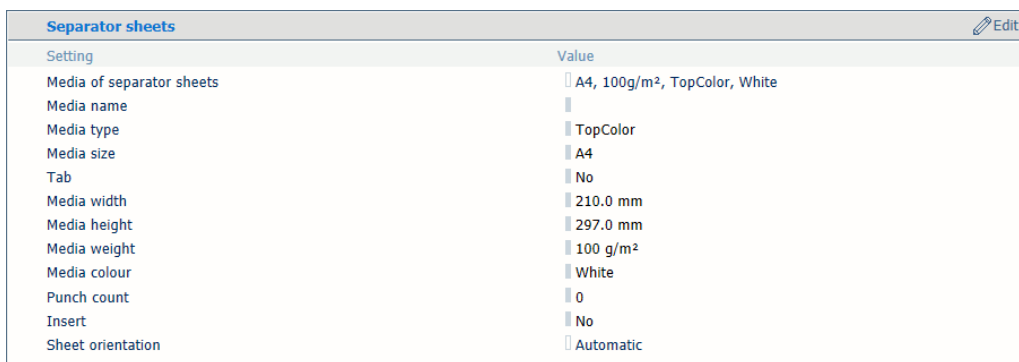 Separator sheets Edit
Setting Value
Media of separator sheets A4, 100g/m², TopColor, White
Media name
Media type TopColor
Media size A4
Tab No
Media width 210.0 mm
Media height 297.0 mm
Media weight 100 g/m²
Media colour White
Punch count 0
Insert No
Sheet orientation Automatic